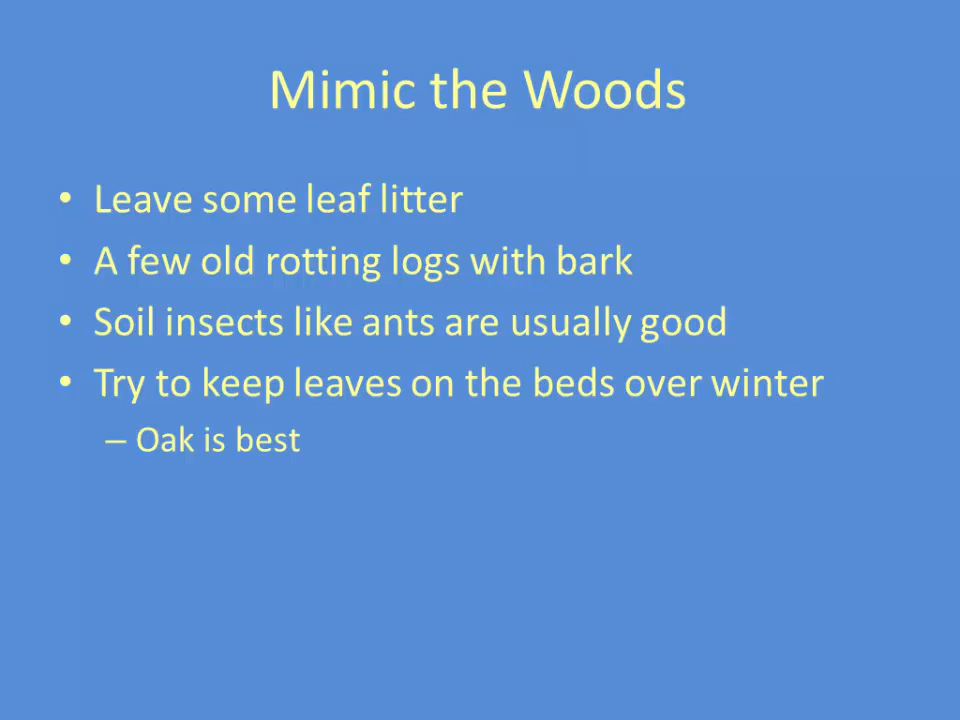 Mimic the Woods
• Leave some leaf litter
• A few old rotting logs with bark
• Soil insects like ants are usually good
• Try to keep leaves on the beds over winter
– Oak is best